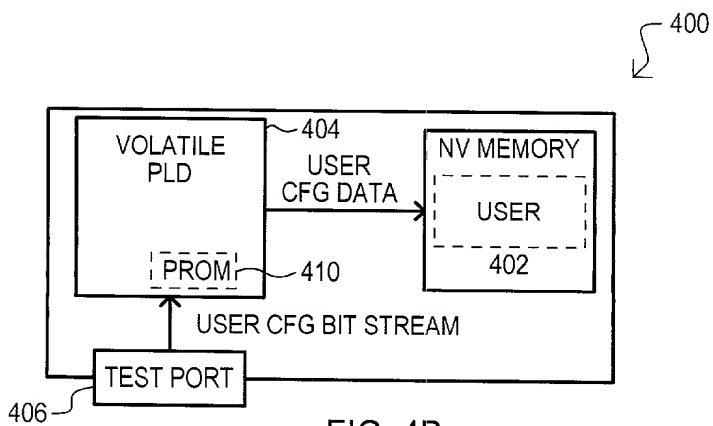 400
VOLATILE
PLD
404
USER
CFG DATA
NV MEMORY
USER
402
PROM
410
USER CFG BIT STREAM
TEST PORT
406